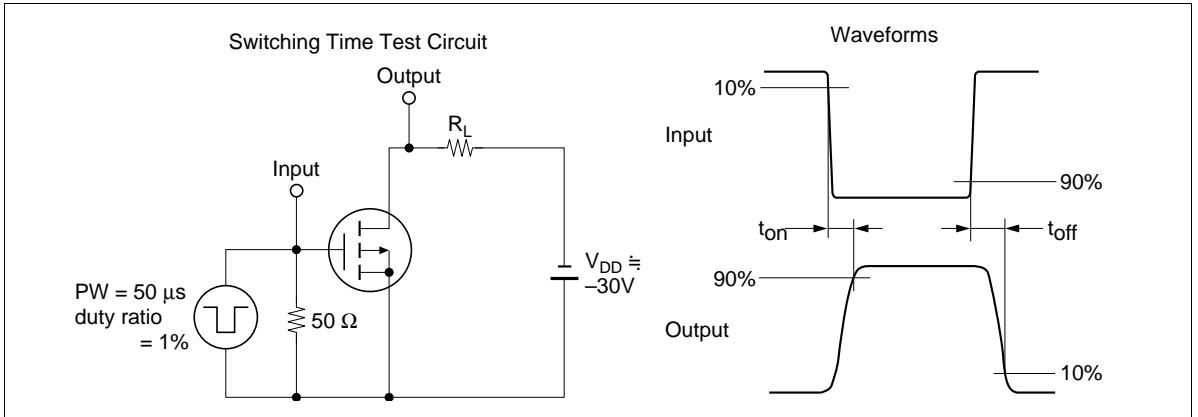 Switching Time Test Circuit
Output
R_L
Input
V_DD ≒
–30V
PW = 50 μs
duty ratio
= 1%
50 Ω
Waveforms
10%
Input
90%
t_on
t_off
90%
Output
10%